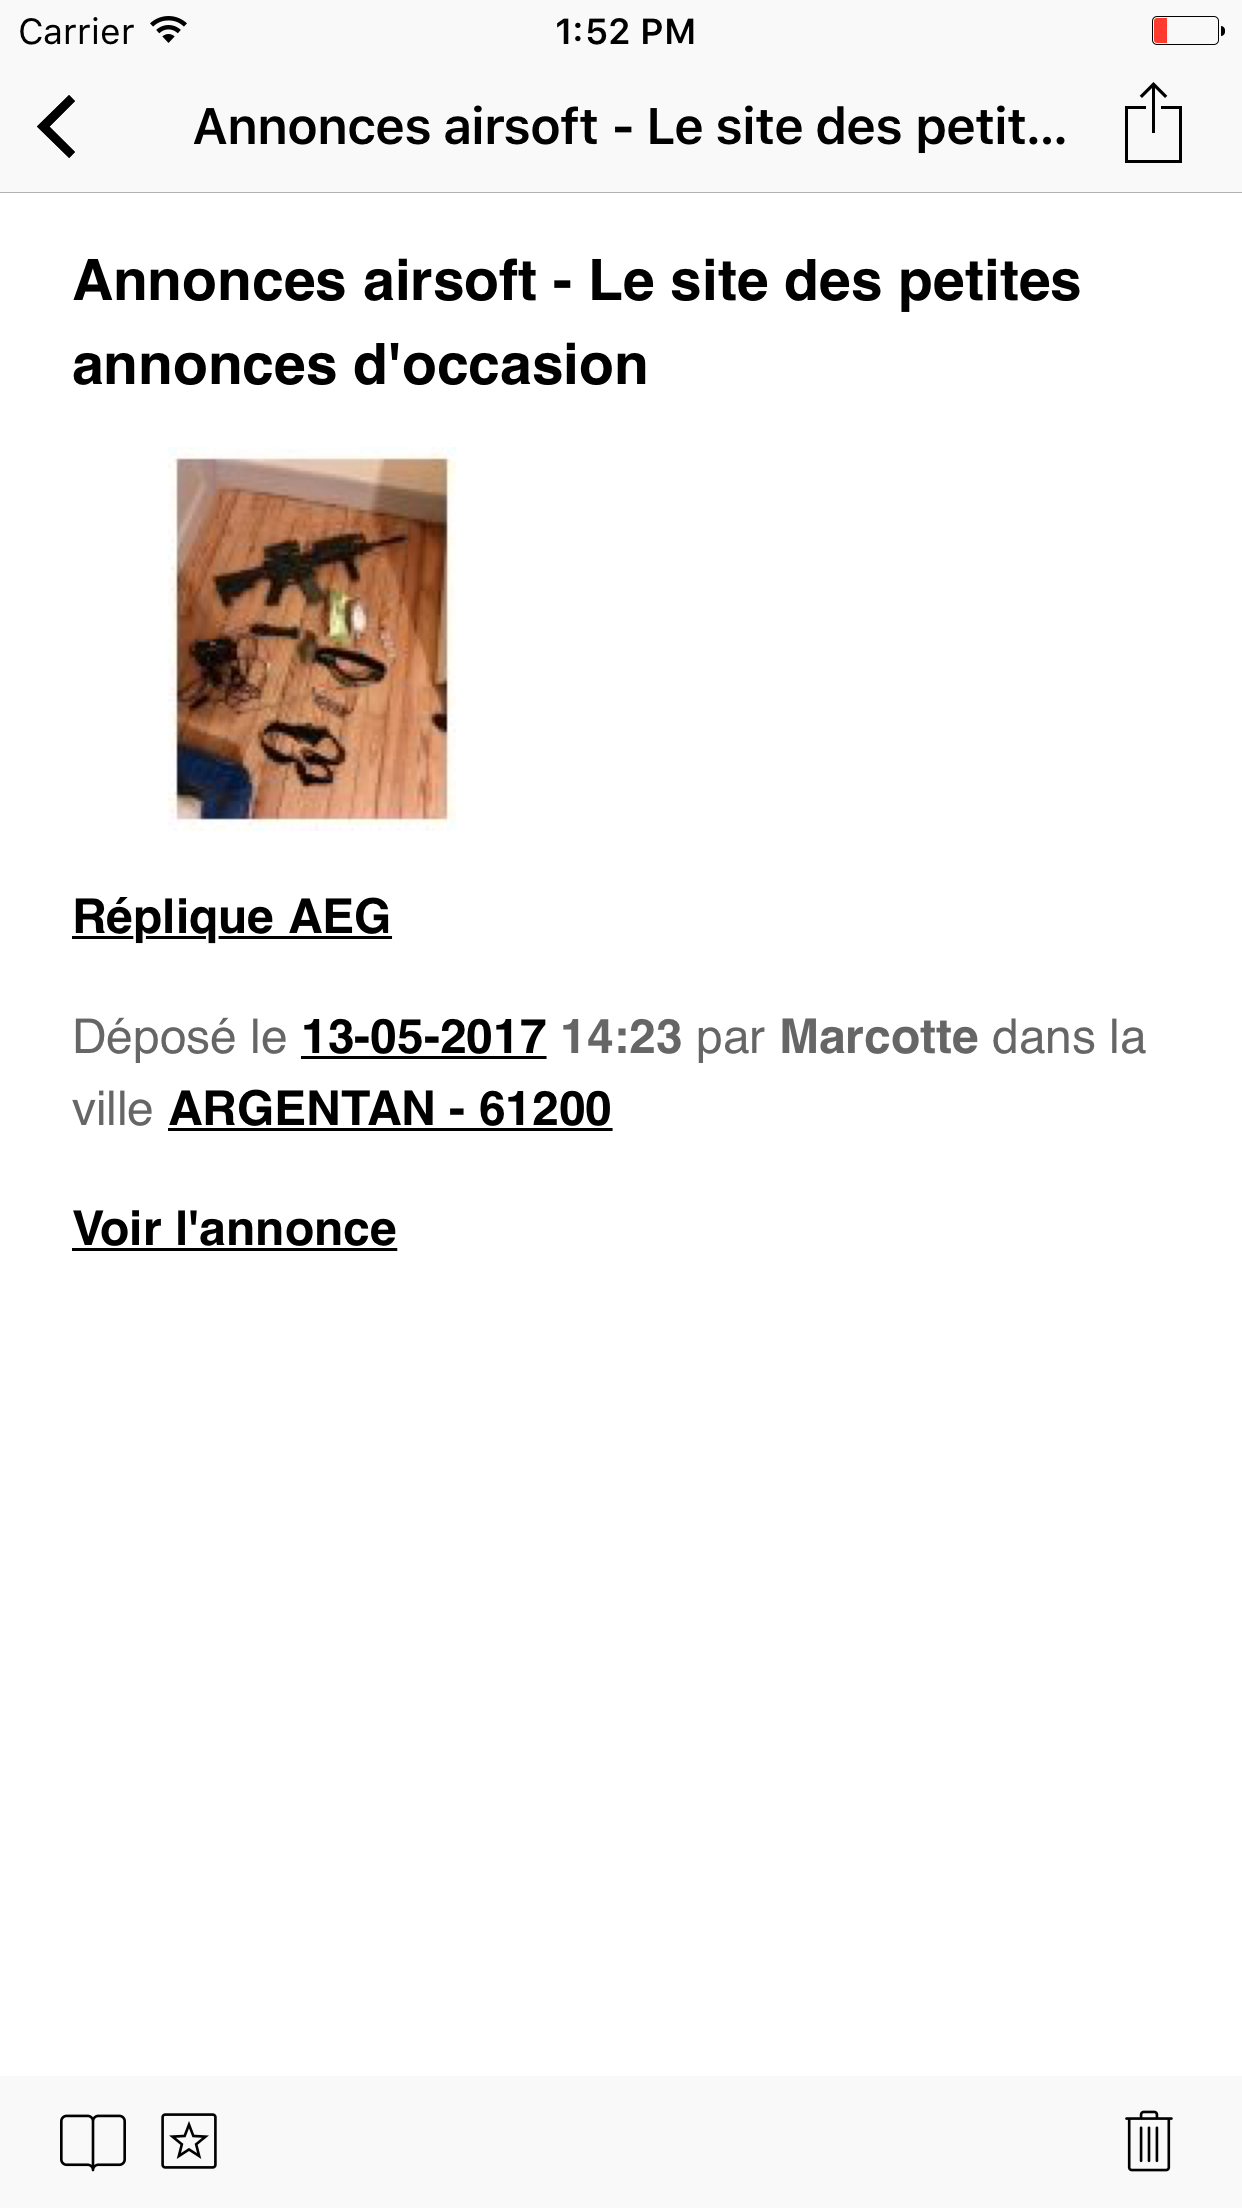 Carrier 1:52 PM
Annonces airsoft - Le site des petit...
Annonces airsoft - Le site des petites
annonces d'occasion
Réplique AEG
Déposé le 13-05-2017 14:23 par Marcotte dans la
ville ARGENTAN - 61200
Voir l'annonce